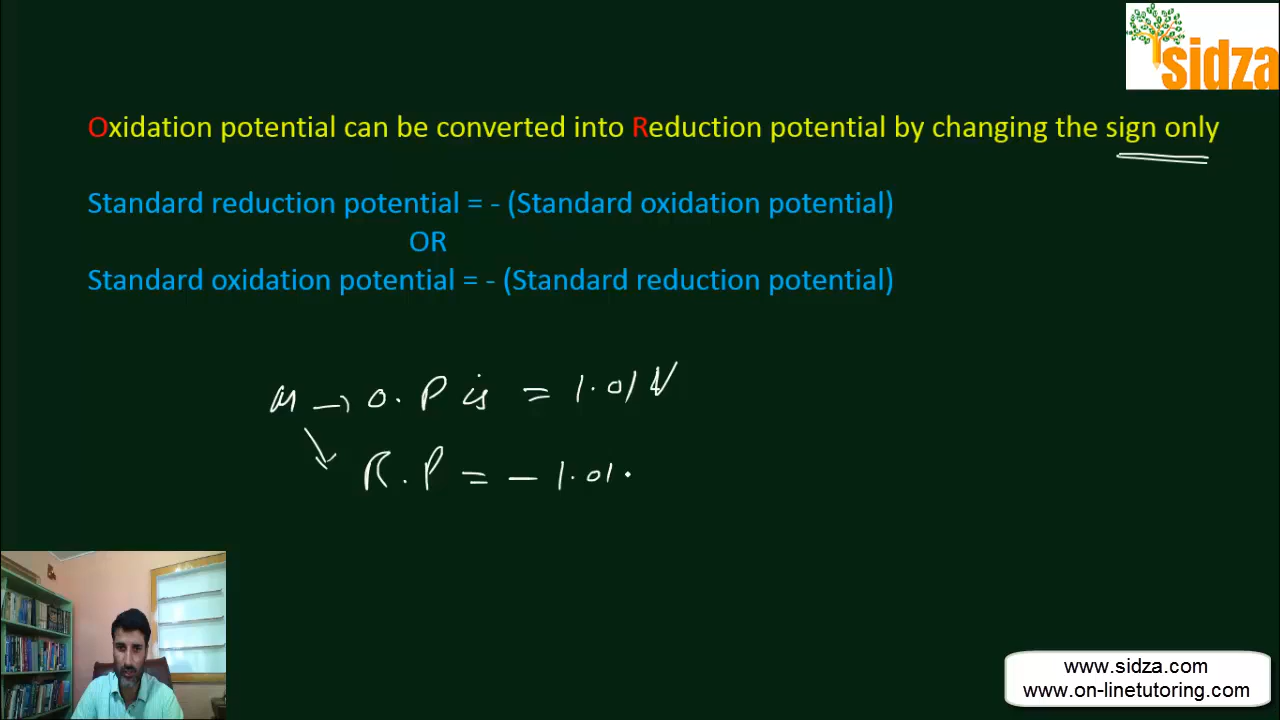 sidza
Oxidation potential can be converted into Reduction potential by changing the sign only
Standard reduction potential = - (Standard oxidation potential)
OR
Standard oxidation potential = - (Standard reduction potential)
M → O.P is = 1.01 V
R.P = - 1.01.
www.sidza.com
www.on-linetutoring.com